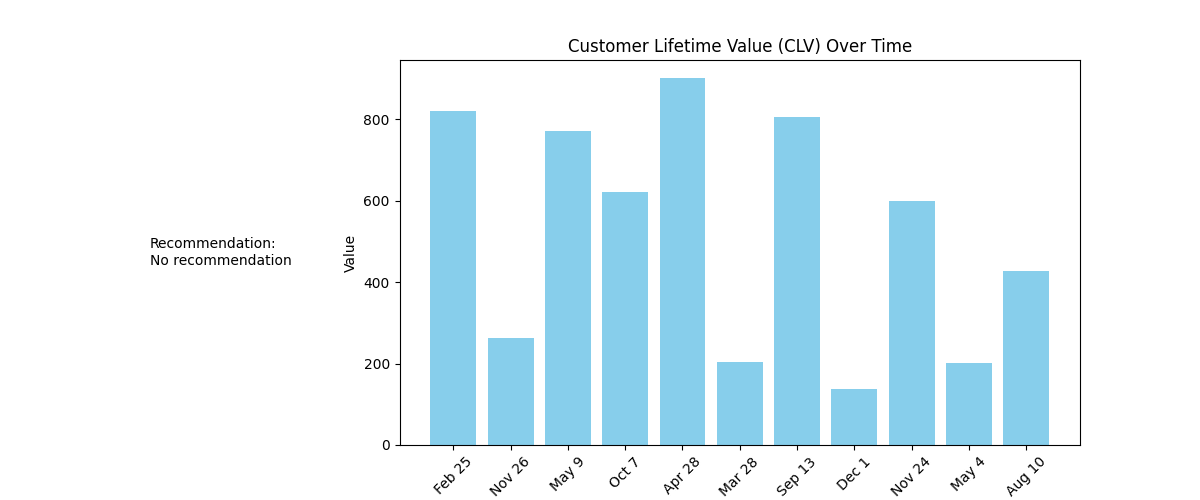 Customer Lifetime Value (CLV) Over Time
Recommendation:
No recommendation
Value
800
600
400
200
0
Feb 25
Nov 26
May 9
Oct 7
Apr 28
Mar 28
Sep 13
Dec 1
Nov 24
May 4
Aug 10